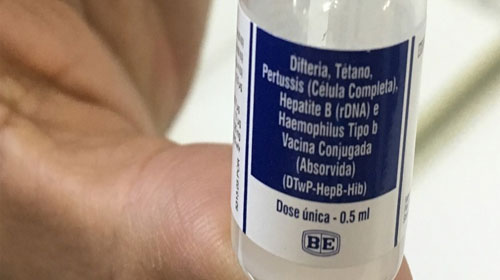 Difteria, Tétano,
Pertussis (Célula Completa),
Hepatite B (rDNA) e
Haemophilus Tipo b
Vacina Conjugada
(Absorvida)
(DTwP-HepB-Hib)
Dose única - 0.5 ml
BE